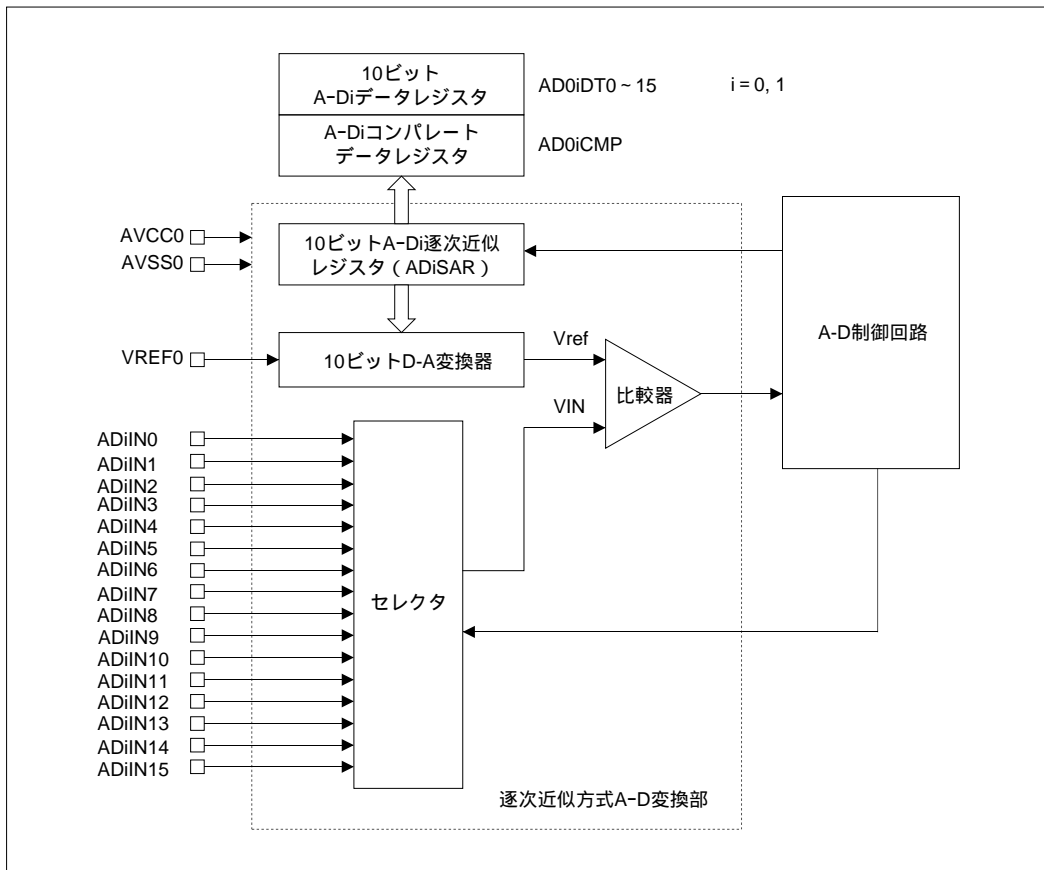 10ビット
A-Diデータレジスタ
AD0iDT0 ~ 15
i = 0, 1
A-Diコンパレート
データレジスタ
AD0iCMP
AVCC0
AVSS0
10ビットA-Di逐次近似
レジスタ ( ADiSAR )
VREF0
10ビットD-A変換器
Vref
VIN
比較器
A-D制御回路
ADiIN0
ADiIN1
ADiIN2
ADiIN3
ADiIN4
ADiIN5
ADiIN6
ADiIN7
ADiIN8
ADiIN9
ADiIN10
ADiIN11
ADiIN12
ADiIN13
ADiIN14
ADiIN15
セレクタ
逐次近似方式A-D変換部